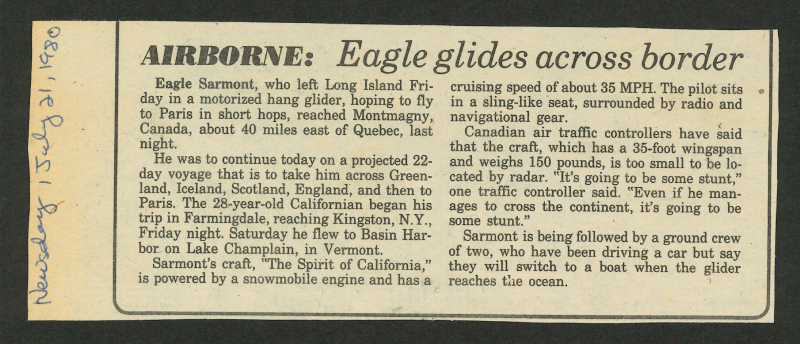 Newsday, July 21, 1980
AIRBORNE: Eagle glides across border
Eagle Sarmont, who left Long Island Fri-
day in a motorized hang glider, hoping to fly
to Paris in short hops, reached Montmagny,
Canada, about 40 miles east of Quebec, last
night.
He was to continue today on a projected 22-
day voyage that is to take him across Green-
land, Iceland, Scotland, England, and then to
Paris. The 28-year-old Californian began his
trip in Farmingdale, reaching Kingston, N.Y.,
Friday night. Saturday he flew to Basin Har-
bor on Lake Champlain, in Vermont.
Sarmont's craft, "The Spirit of California,"
is powered by a snowmobile engine and has a
cruising speed of about 35 MPH. The pilot sits
in a sling-like seat, surrounded by radio and
navigational gear.
Canadian air traffic controllers have said
that the craft, which has a 35-foot wingspan
and weighs 150 pounds, is too small to be lo-
cated by radar. "It's going to be some stunt,"
one traffic controller said. "Even if he man-
ages to cross the continent, it's going to be
some stunt."
Sarmont is being followed by a ground crew
of two, who have been driving a car but say
they will switch to a boat when the glider
reaches the ocean.